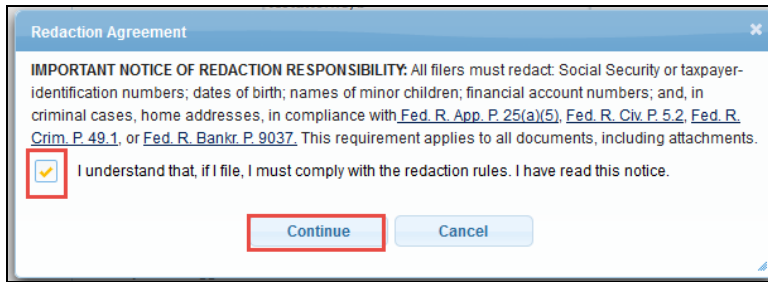 Redaction Agreement
IMPORTANT NOTICE OF REDACTION RESPONSIBILITY: All filers must redact: Social Security or taxpayer-
identification numbers; dates of birth; names of minor children; financial account numbers; and, in
criminal cases, home addresses, in compliance with Fed. R. App. P. 25(a)(5), Fed. R. Civ. P. 5.2, Fed. R.
Crim. P. 49.1, or Fed. R. Bankr. P. 9037. This requirement applies to all documents, including attachments.
I understand that, if I file, I must comply with the redaction rules. I have read this notice.
Continue Cancel